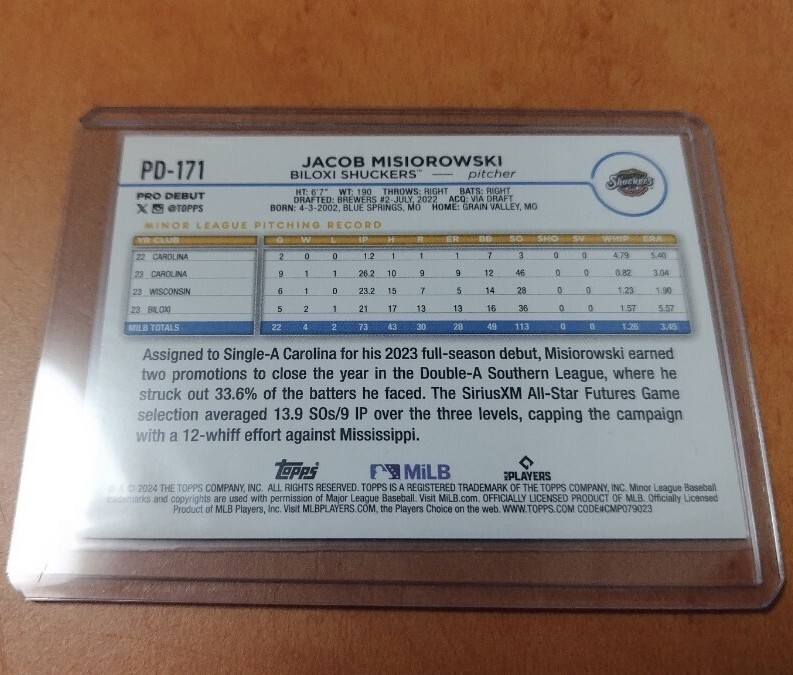 PD-171
JACOB MISIOROWSKI
BILOXI SHUCKERS™ — pitcher
Shuckers
PRO DEBUT
@TOPPS
HT: 6'7" WT: 190 THROWS: RIGHT BATS: RIGHT
DRAFTED: BREWERS #2-JULY, 2022 ACQ: VIA DRAFT
BORN: 4-3-2002, BLUE SPRINGS, MO HOME: GRAIN VALLEY, MO
MINOR LEAGUE PITCHING RECORD
YR CLUB G W L IP H R ER BB SO SHO SV WHIP ERA
22 CAROLINA 2 0 0 1.2 1 1 1 7 3 0 0 4.79 5.40
23 CAROLINA 9 1 1 26.2 10 9 9 12 46 0 0 0.82 3.04
23 WISCONSIN 6 1 0 23.2 15 7 5 14 28 0 0 1.23 1.90
23 BILOXI 5 2 1 21 17 13 13 16 36 0 0 1.57 5.57
MILB TOTALS 22 4 2 73 43 30 28 49 113 0 0 1.26 3.45
Assigned to Single-A Carolina for his 2023 full-season debut, Misiorowski earned
two promotions to close the year in the Double-A Southern League, where he
struck out 33.6% of the batters he faced. The SiriusXM All-Star Futures Game
selection averaged 13.9 SOs/9 IP over the three levels, capping the campaign
with a 12-whiff effort against Mississippi.
Topps MiLB PLAYERS
® & © 2024 THE TOPPS COMPANY, INC. ALL RIGHTS RESERVED. TOPPS IS A REGISTERED TRADEMARK OF THE TOPPS COMPANY, INC. Minor League Baseball
trademarks and copyrights are used with permission of Major League Baseball. Visit MiLB.com. OFFICIALLY LICENSED PRODUCT OF MLB. Officially Licensed
Product of MLB Players, Inc. Visit MLBPLAYERS.COM, the Players Choice on the web. WWW.TOPPS.COM CODE#CMP079023